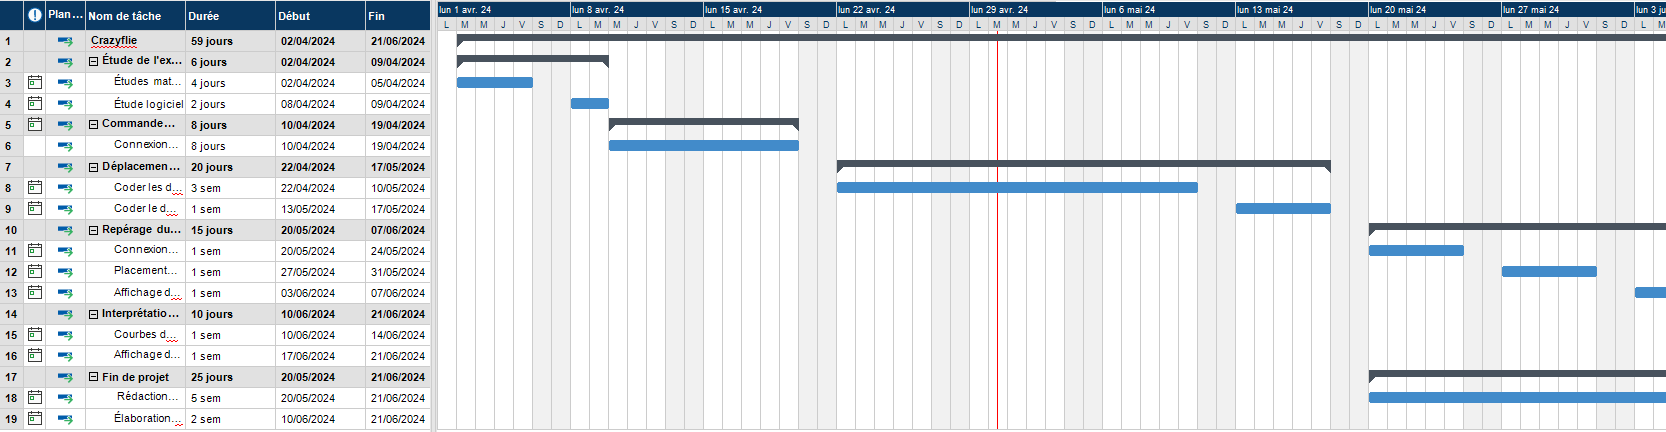 Plan... Nom de tâche Durée Début Fin lun 1 avr. 24 lun 8 avr. 24 lun 15 avr. 24 lun 22 avr. 24 lun 29 avr. 24 lun 6 mai 24 lun 13 mai 24 lun 20 mai 24 lun 27 mai 24 lun 3 ju
L M M J V S D L M M J V S D L M M J V S D L M M J V S D L M M J V S D L M M J V S D L M M J V S D L M M J V S D L M M J V S D L M
1 Crazyflie 59 jours 02/04/2024 21/06/2024
2 Étude de l'ex... 6 jours 02/04/2024 09/04/2024
3 Études mat... 4 jours 02/04/2024 05/04/2024
4 Étude logiciel 2 jours 08/04/2024 09/04/2024
5 Commande... 8 jours 10/04/2024 19/04/2024
6 Connexion... 8 jours 10/04/2024 19/04/2024
7 Déplacemen... 20 jours 22/04/2024 17/05/2024
8 Coder les d... 3 sem 22/04/2024 10/05/2024
9 Coder le d... 1 sem 13/05/2024 17/05/2024
10 Repérage du... 15 jours 20/05/2024 07/06/2024
11 Connexion... 1 sem 20/05/2024 24/05/2024
12 Placement... 1 sem 27/05/2024 31/05/2024
13 Affichage d... 1 sem 03/06/2024 07/06/2024
14 Interprétatio... 10 jours 10/06/2024 21/06/2024
15 Courbes d... 1 sem 10/06/2024 14/06/2024
16 Affichage d... 1 sem 17/06/2024 21/06/2024
17 Fin de projet 25 jours 20/05/2024 21/06/2024
18 Rédaction... 5 sem 20/05/2024 21/06/2024
19 Élaboration... 2 sem 10/06/2024 21/06/2024